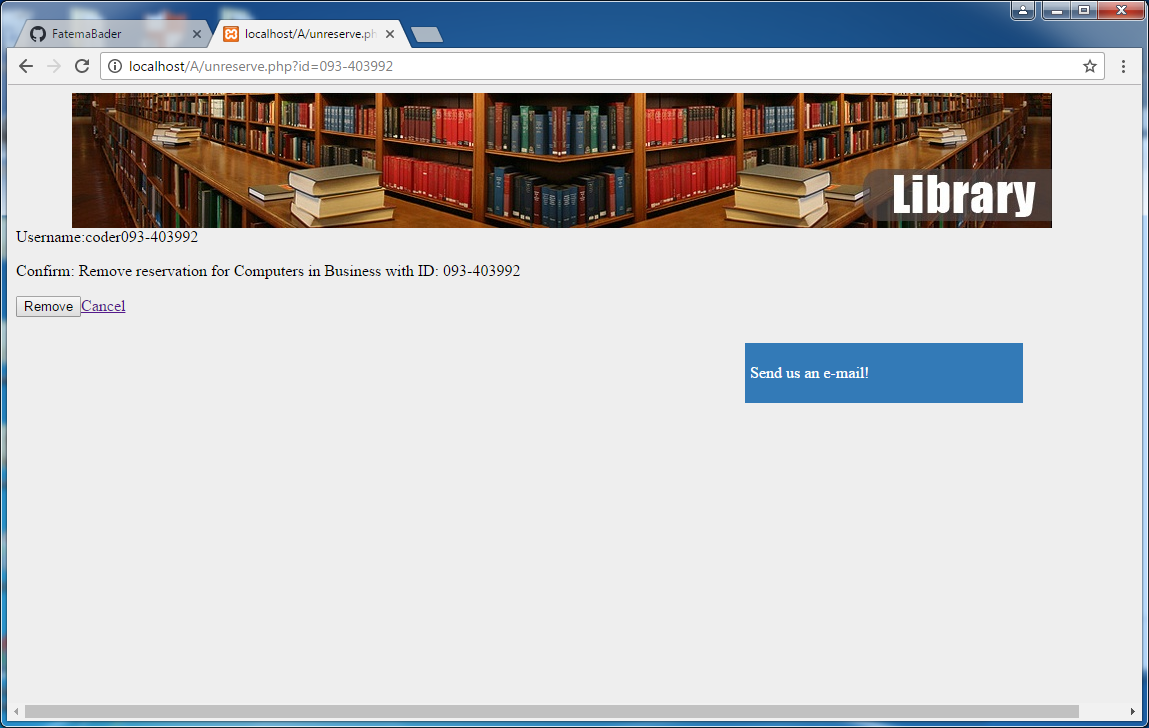 FatemaBader
localhost/A/unreserve.ph
localhost/A/unreserve.php?id=093-403992
Library
Username:coder093-403992
Confirm: Remove reservation for Computers in Business with ID: 093-403992
Remove Cancel
Send us an e-mail!